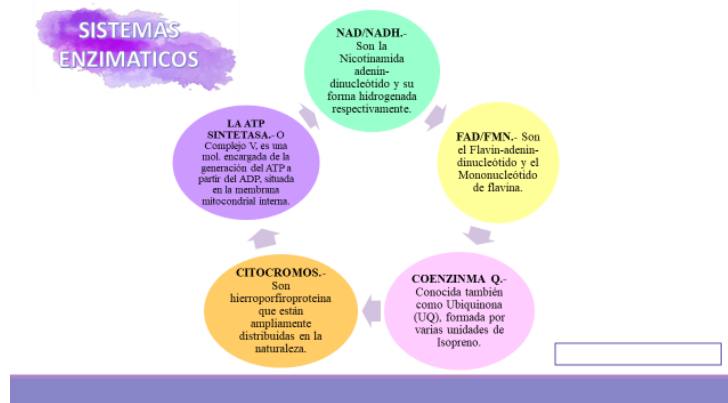 SISTEMAS
ENZIMATICOS
NAD/NADH.-
Son la
Nicotinamida
adenin-
dinucleótido y su
forma hidrogenada
respectivamente.
FAD/FMN.- Son
el Flavin-adenin-
dinucleótido y el
Mononucleótido
de flavina.
COENZINMA Q.-
Conocida también
como Ubiquinona
(UQ), formada por
varias unidades de
Isopreno.
CITOCROMOS.-
Son
hierroporfiroproteína
que están
ampliamente
distribuidas en la
naturaleza.
LA ATP
SINTETASA.- O
Complejo V, es una
mol. encargada de la
generación del ATP a
partir del ADP, situada
en la membrana
mitocondrial interna.